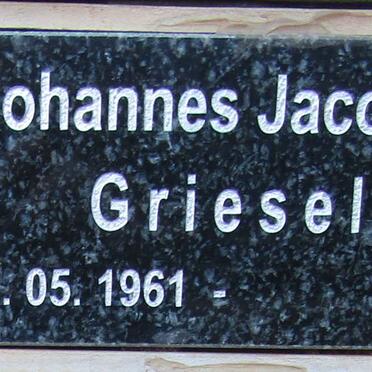 ohannes Jaco
Griesel
. 05. 1961 -